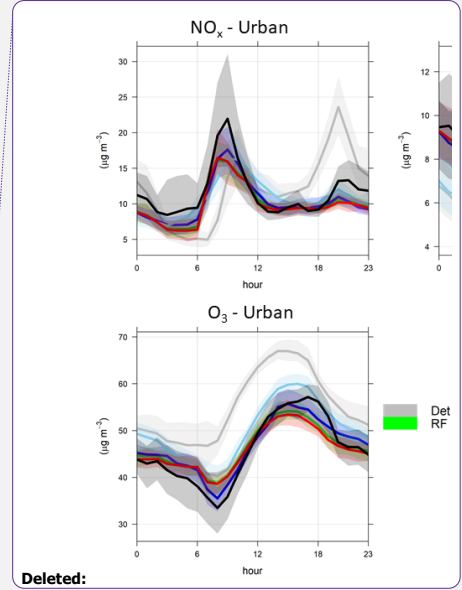 NOx - Urban
30
25
20
15
10
5
(μg m⁻³)
0 6 12 18 23
hour
12
10
8
6
4
(μg m⁻³)
0
O3 - Urban
70
60
50
40
30
(μg m⁻³)
0 6 12 18 23
hour
Det
RF
Deleted: